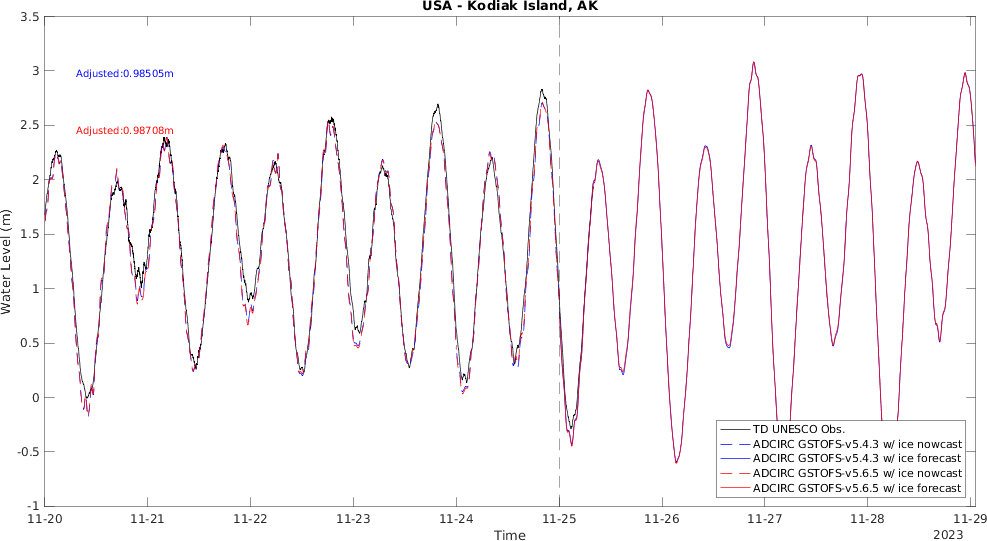 USA - Kodiak Island, AK
3.5
3
2.5
2
1.5
1
0.5
0
-0.5
-1
Water Level (m)
Adjusted:0.98505m
Adjusted:0.98708m
TD UNESCO Obs.
ADCIRC GSTOFS-v5.4.3 w/ ice nowcast
ADCIRC GSTOFS-v5.4.3 w/ ice forecast
ADCIRC GSTOFS-v5.6.5 w/ ice nowcast
ADCIRC GSTOFS-v5.6.5 w/ ice forecast
11-20 11-21 11-22 11-23 11-24 11-25 11-26 11-27 11-28 11-29
Time
2023